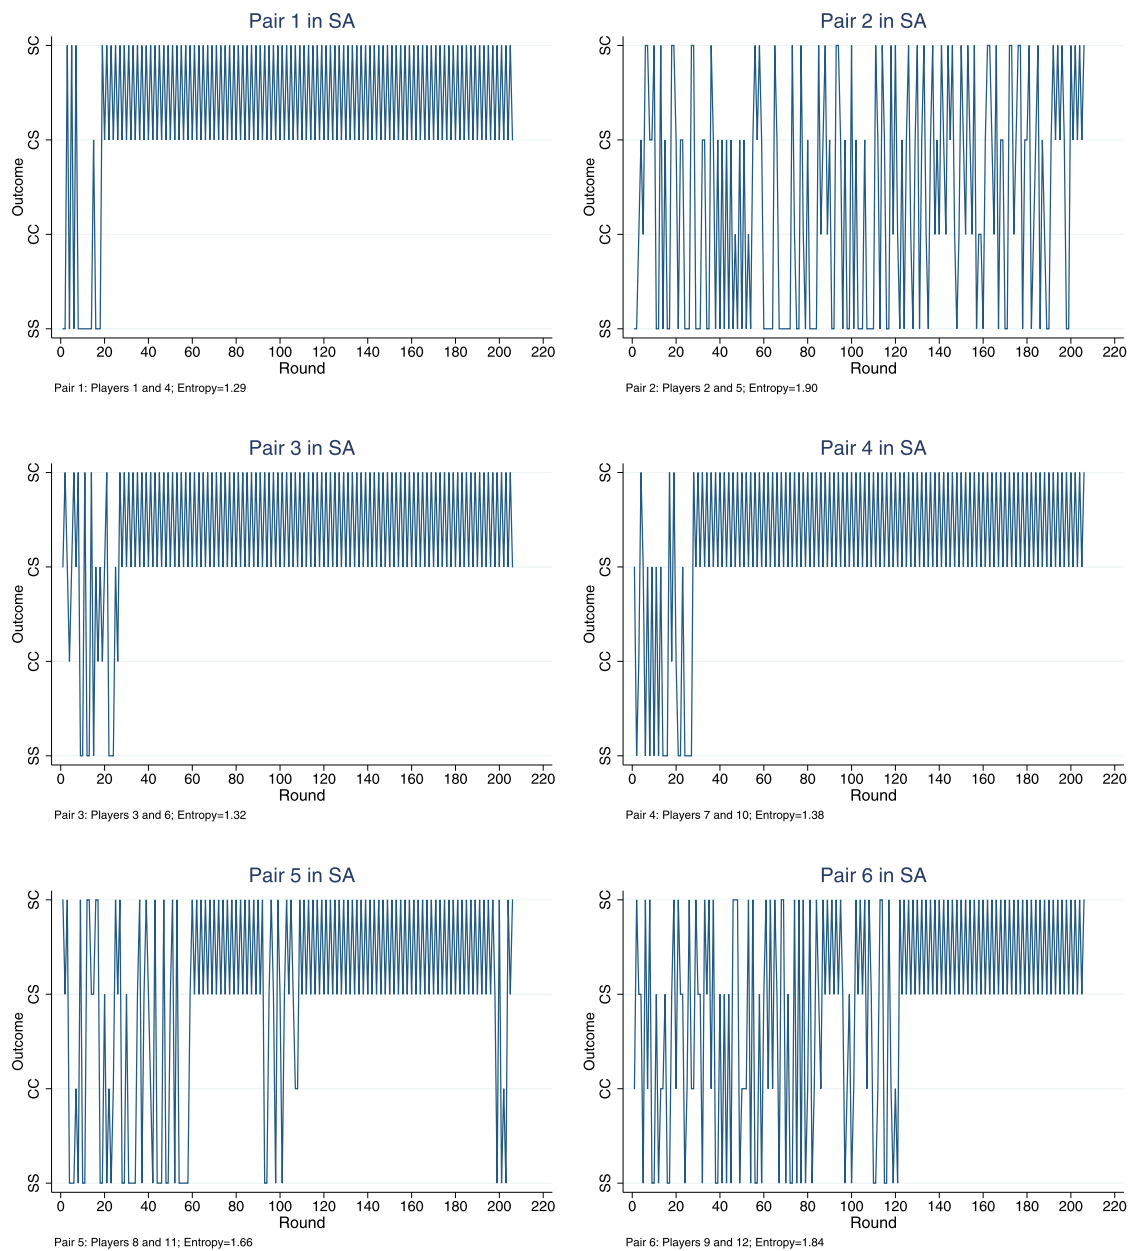 Pair 1 in SA
Outcome
SC
CS
CC
SS
0 20 40 60 80 100 120 140 160 180 200 220
Round
Pair 1: Players 1 and 4; Entropy=1.29
Pair 2 in SA
Outcome
SC
CS
CC
SS
0 20 40 60 80 100 120 140 160 180 200 220
Round
Pair 2: Players 2 and 5; Entropy=1.90
Pair 3 in SA
Outcome
SC
CS
CC
SS
0 20 40 60 80 100 120 140 160 180 200 220
Round
Pair 3: Players 3 and 6; Entropy=1.32
Pair 4 in SA
Outcome
SC
CS
CC
SS
0 20 40 60 80 100 120 140 160 180 200 220
Round
Pair 4: Players 7 and 10; Entropy=1.38
Pair 5 in SA
Outcome
SC
CS
CC
SS
0 20 40 60 80 100 120 140 160 180 200 220
Round
Pair 5: Players 8 and 11; Entropy=1.66
Pair 6 in SA
Outcome
SC
CS
CC
SS
0 20 40 60 80 100 120 140 160 180 200 220
Round
Pair 6: Players 9 and 12; Entropy=1.84